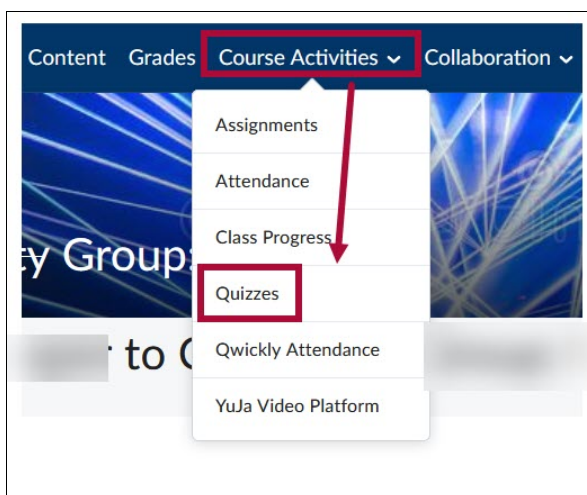 Content Grades Course Activities Collaboration
Assignments
Attendance
Class Progress
ty Group:
Quizzes
to
Qwickly Attendance
YuJa Video Platform